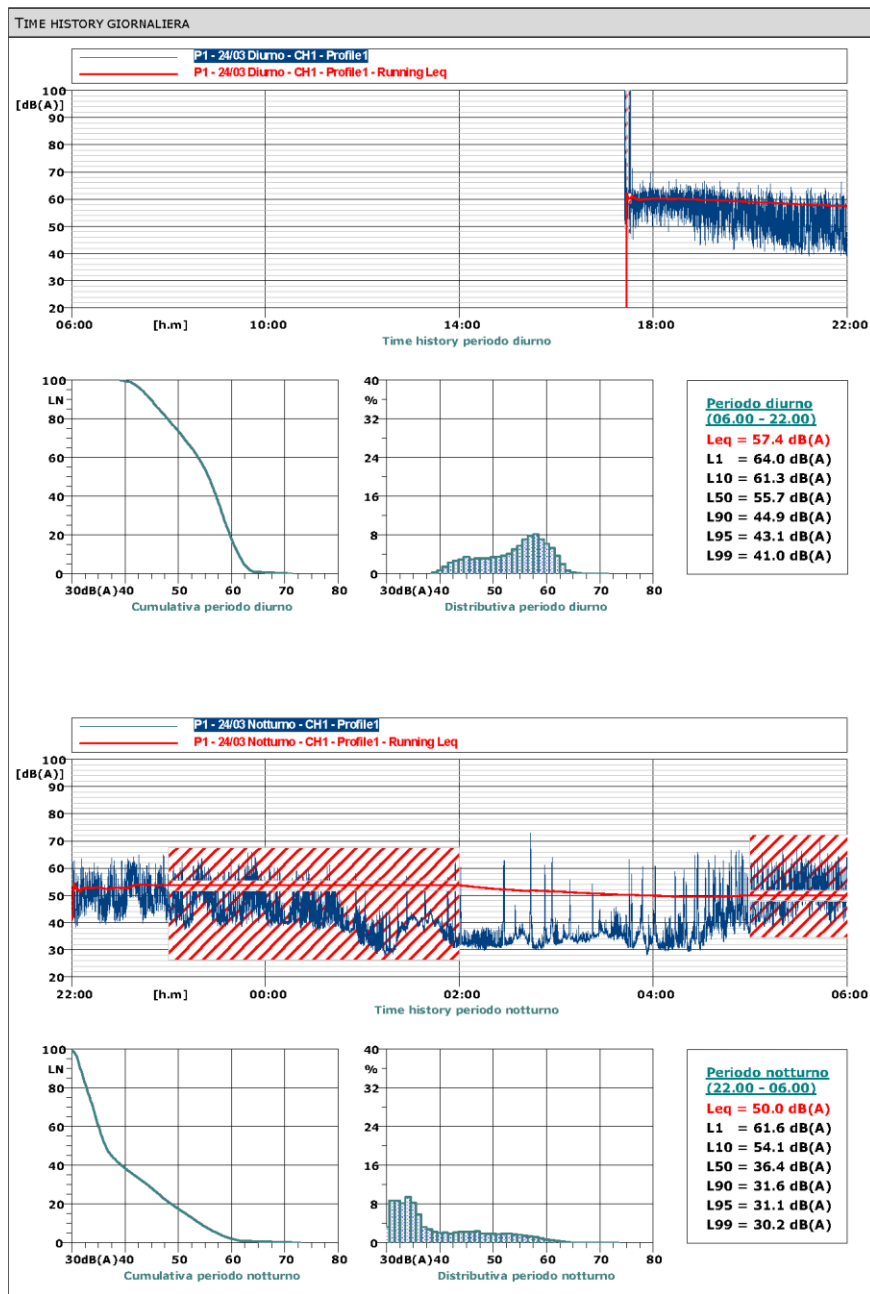 TIME HISTORY GIORNALIERA
P1 - 24/03 Diurno - CH1 - Profile1
P1 - 24/03 Diurno - CH1 - Profile1 - Running Leq
100
[dB(A)]
90
80
70
60
50
40
30
20
06:00 [h.m] 10:00 14:00 18:00 22:00
Time history periodo diurno
100
LN
80
60
40
20
0
30dB(A)40 50 60 70 80
Cumulativa periodo diurno
40
%
32
24
16
8
0
30dB(A)40 50 60 70 80
Distributiva periodo diurno
Periodo diurno
(06.00 - 22.00)
Leq = 57.4 dB(A)
L1 = 64.0 dB(A)
L10 = 61.3 dB(A)
L50 = 55.7 dB(A)
L90 = 44.9 dB(A)
L95 = 43.1 dB(A)
L99 = 41.0 dB(A)
P1 - 24/03 Notturno - CH1 - Profile1
P1 - 24/03 Notturno - CH1 - Profile1 - Running Leq
100
[dB(A)]
90
80
70
60
50
40
30
20
22:00 [h.m] 00:00 02:00 04:00 06:00
Time history periodo notturno
100
LN
80
60
40
20
0
30dB(A)40 50 60 70 80
Cumulativa periodo notturno
40
%
32
24
16
8
0
30dB(A)40 50 60 70 80
Distributiva periodo notturno
Periodo notturno
(22.00 - 06.00)
Leq = 50.0 dB(A)
L1 = 61.6 dB(A)
L10 = 54.1 dB(A)
L50 = 36.4 dB(A)
L90 = 31.6 dB(A)
L95 = 31.1 dB(A)
L99 = 30.2 dB(A)